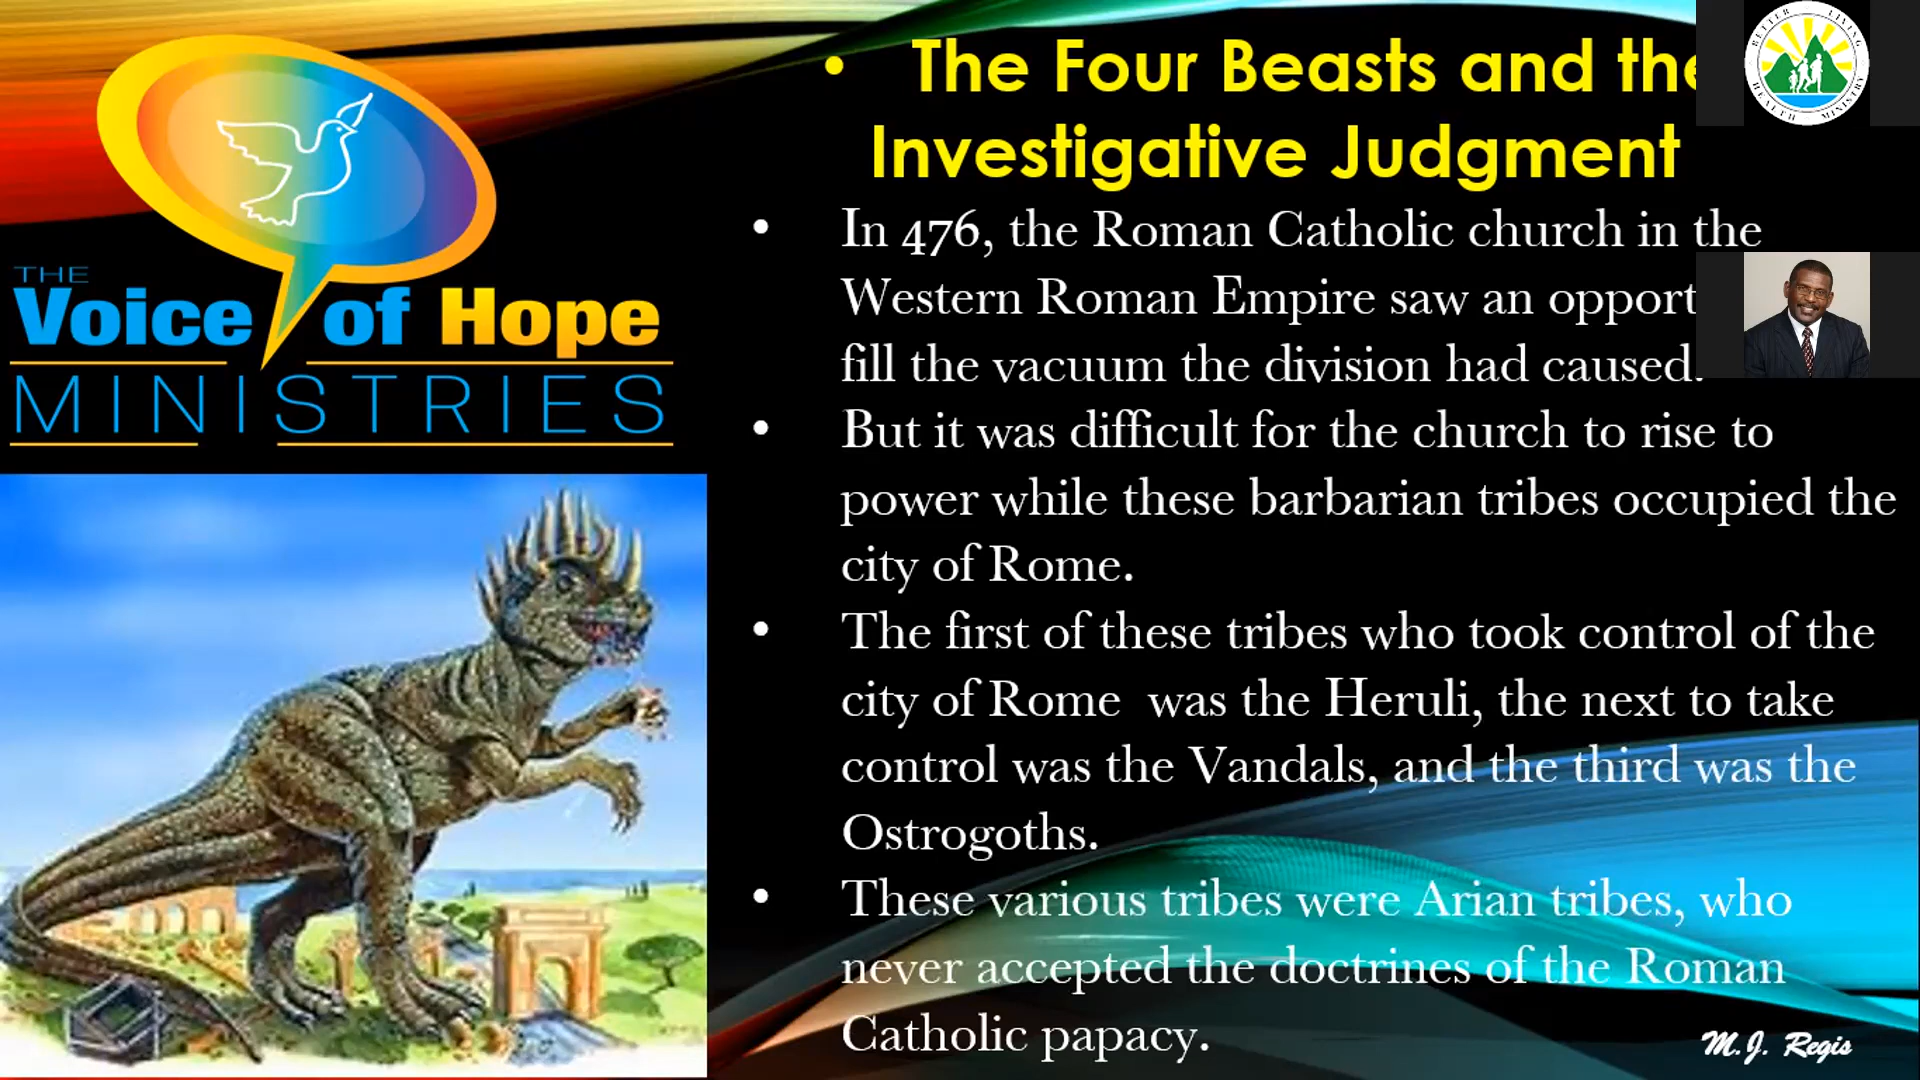 THE
Voice of Hope
MINISTRIES
• The Four Beasts and the
Investigative Judgment
• In 476, the Roman Catholic church in the
Western Roman Empire saw an opport
fill the vacuum the division had caused.
• But it was difficult for the church to rise to
power while these barbarian tribes occupied the
city of Rome.
• The first of these tribes who took control of the
city of Rome was the Heruli, the next to take
control was the Vandals, and the third was the
Ostrogoths.
• These various tribes were Arian tribes, who
never accepted the doctrines of the Roman
Catholic papacy.
M.J. Regis
BETTER LIVING
HEALTH MINISTRY